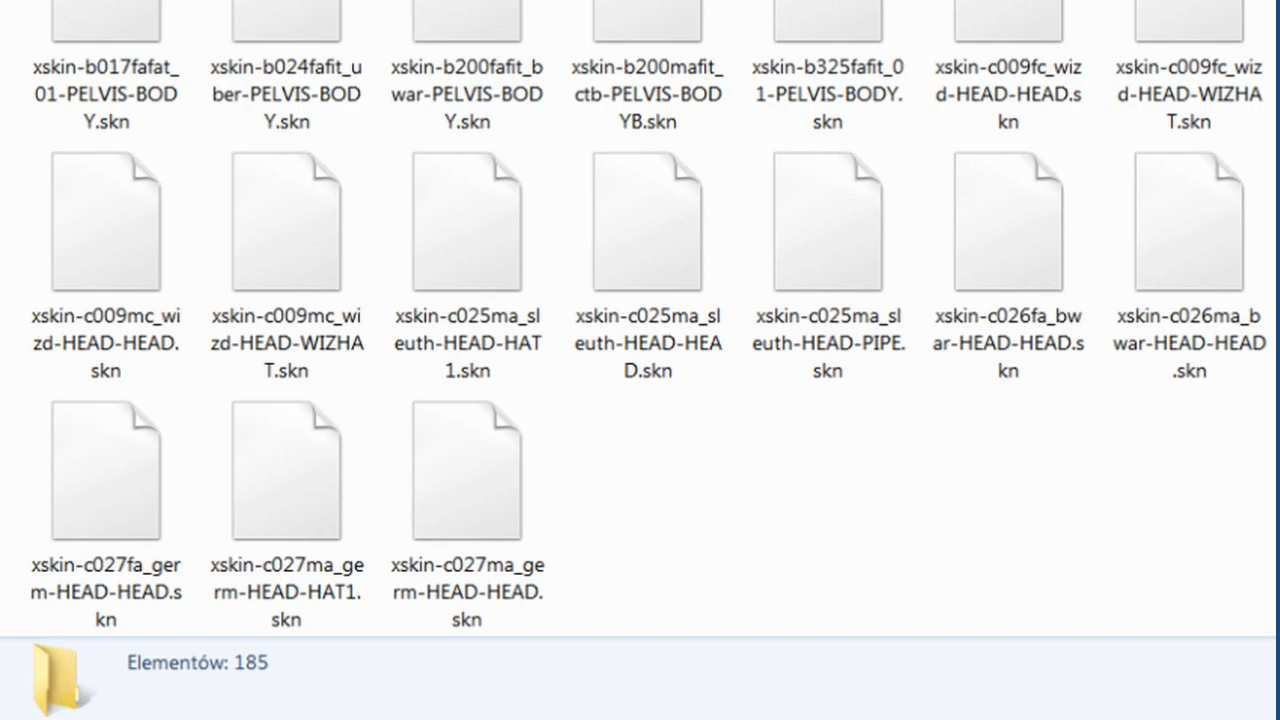 xskin-b017fafat_
01-PELVIS-BOD
Y.skn
xskin-b024fafit_u
ber-PELVIS-BOD
Y.skn
xskin-b200fafit_b
war-PELVIS-BOD
Y.skn
xskin-b200mafit_
ctb-PELVIS-BOD
YB.skn
xskin-b325fafit_0
1-PELVIS-BODY.
skn
xskin-c009fc_wiz
d-HEAD-HEAD.s
kn
xskin-c009fc_wiz
d-HEAD-WIZHA
T.skn
xskin-c009mc_wi
zd-HEAD-HEAD.
skn
xskin-c009mc_wi
zd-HEAD-WIZHA
T.skn
xskin-c025ma_sl
euth-HEAD-HAT
1.skn
xskin-c025ma_sl
euth-HEAD-HEA
D.skn
xskin-c025ma_sl
euth-HEAD-PIPE.
skn
xskin-c026fa_bw
ar-HEAD-HEAD.s
kn
xskin-c026ma_b
war-HEAD-HEAD
.skn
xskin-c027fa_ger
m-HEAD-HEAD.s
kn
xskin-c027ma_ge
rm-HEAD-HAT1.
skn
xskin-c027ma_ge
rm-HEAD-HEAD.
skn
Elementów: 185